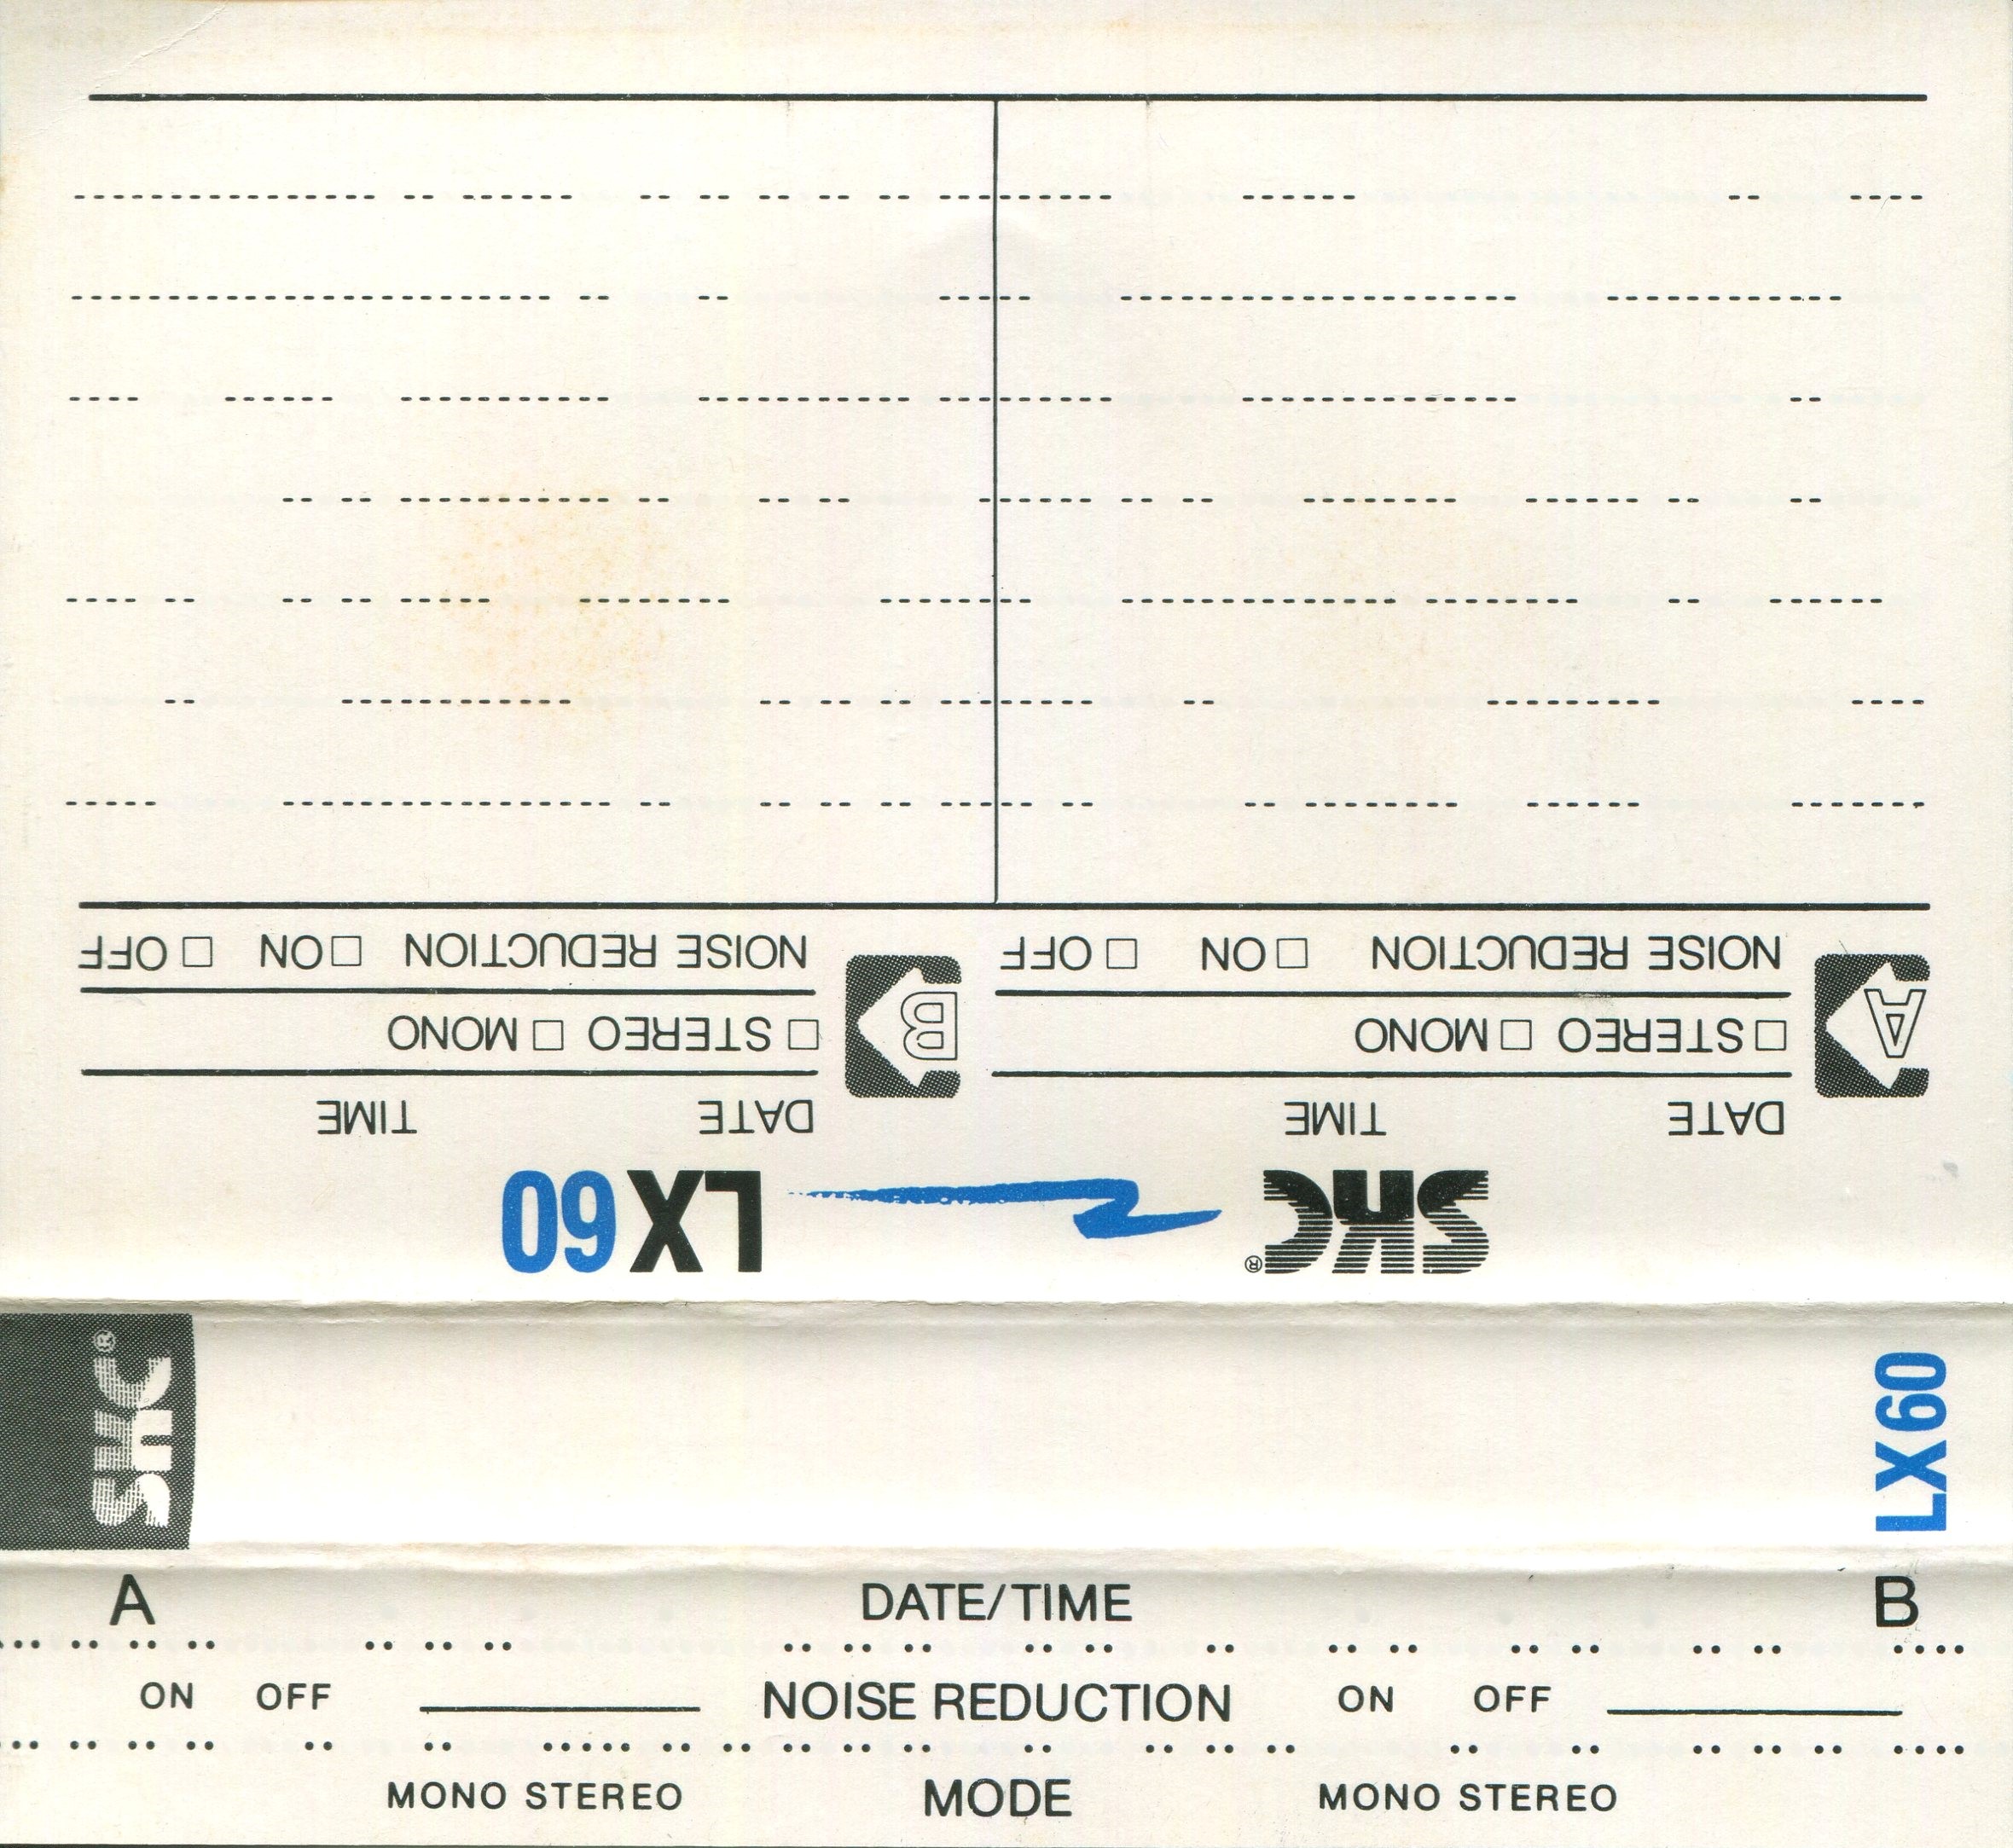 SKC® LX 60
DATE TIME DATE TIME
A □ STEREO □ MONO B □ STEREO □ MONO
NOISE REDUCTION □ ON □ OFF NOISE REDUCTION □ ON □ OFF
SKC®
LX 60
A DATE/TIME B
ON OFF NOISE REDUCTION ON OFF
MONO STEREO MODE MONO STEREO